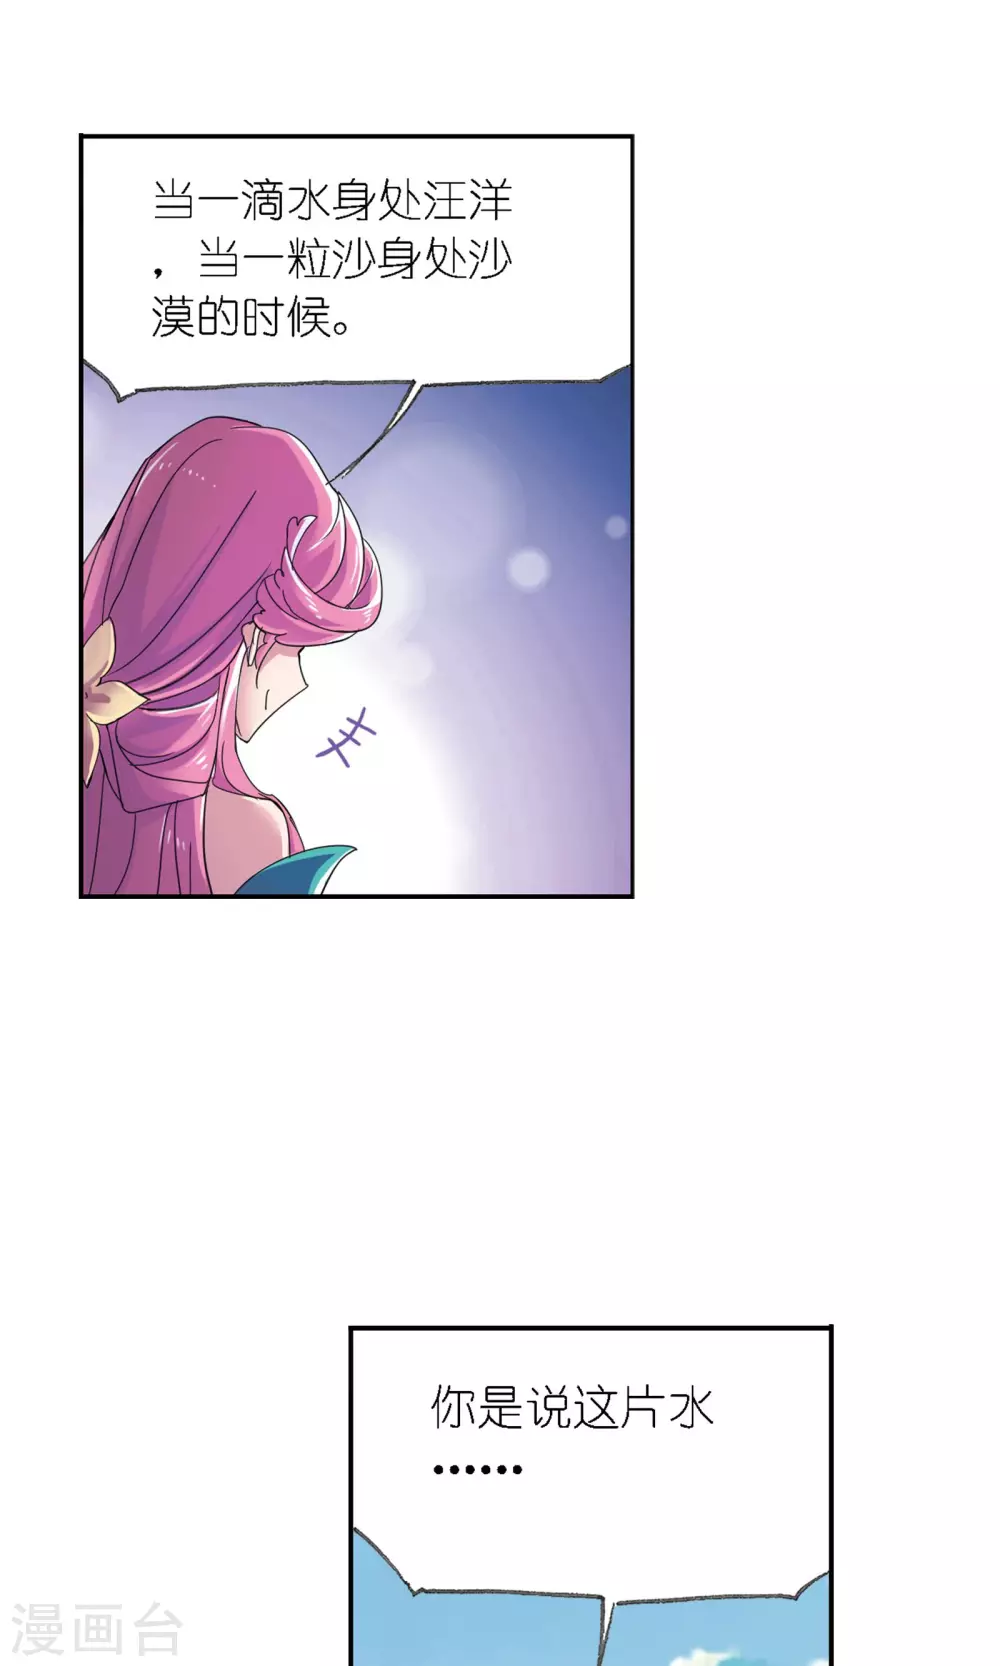 当一滴水身处汪洋
，当一粒沙身处沙
漠的时候。
你是说这片水
••••••
漫画台